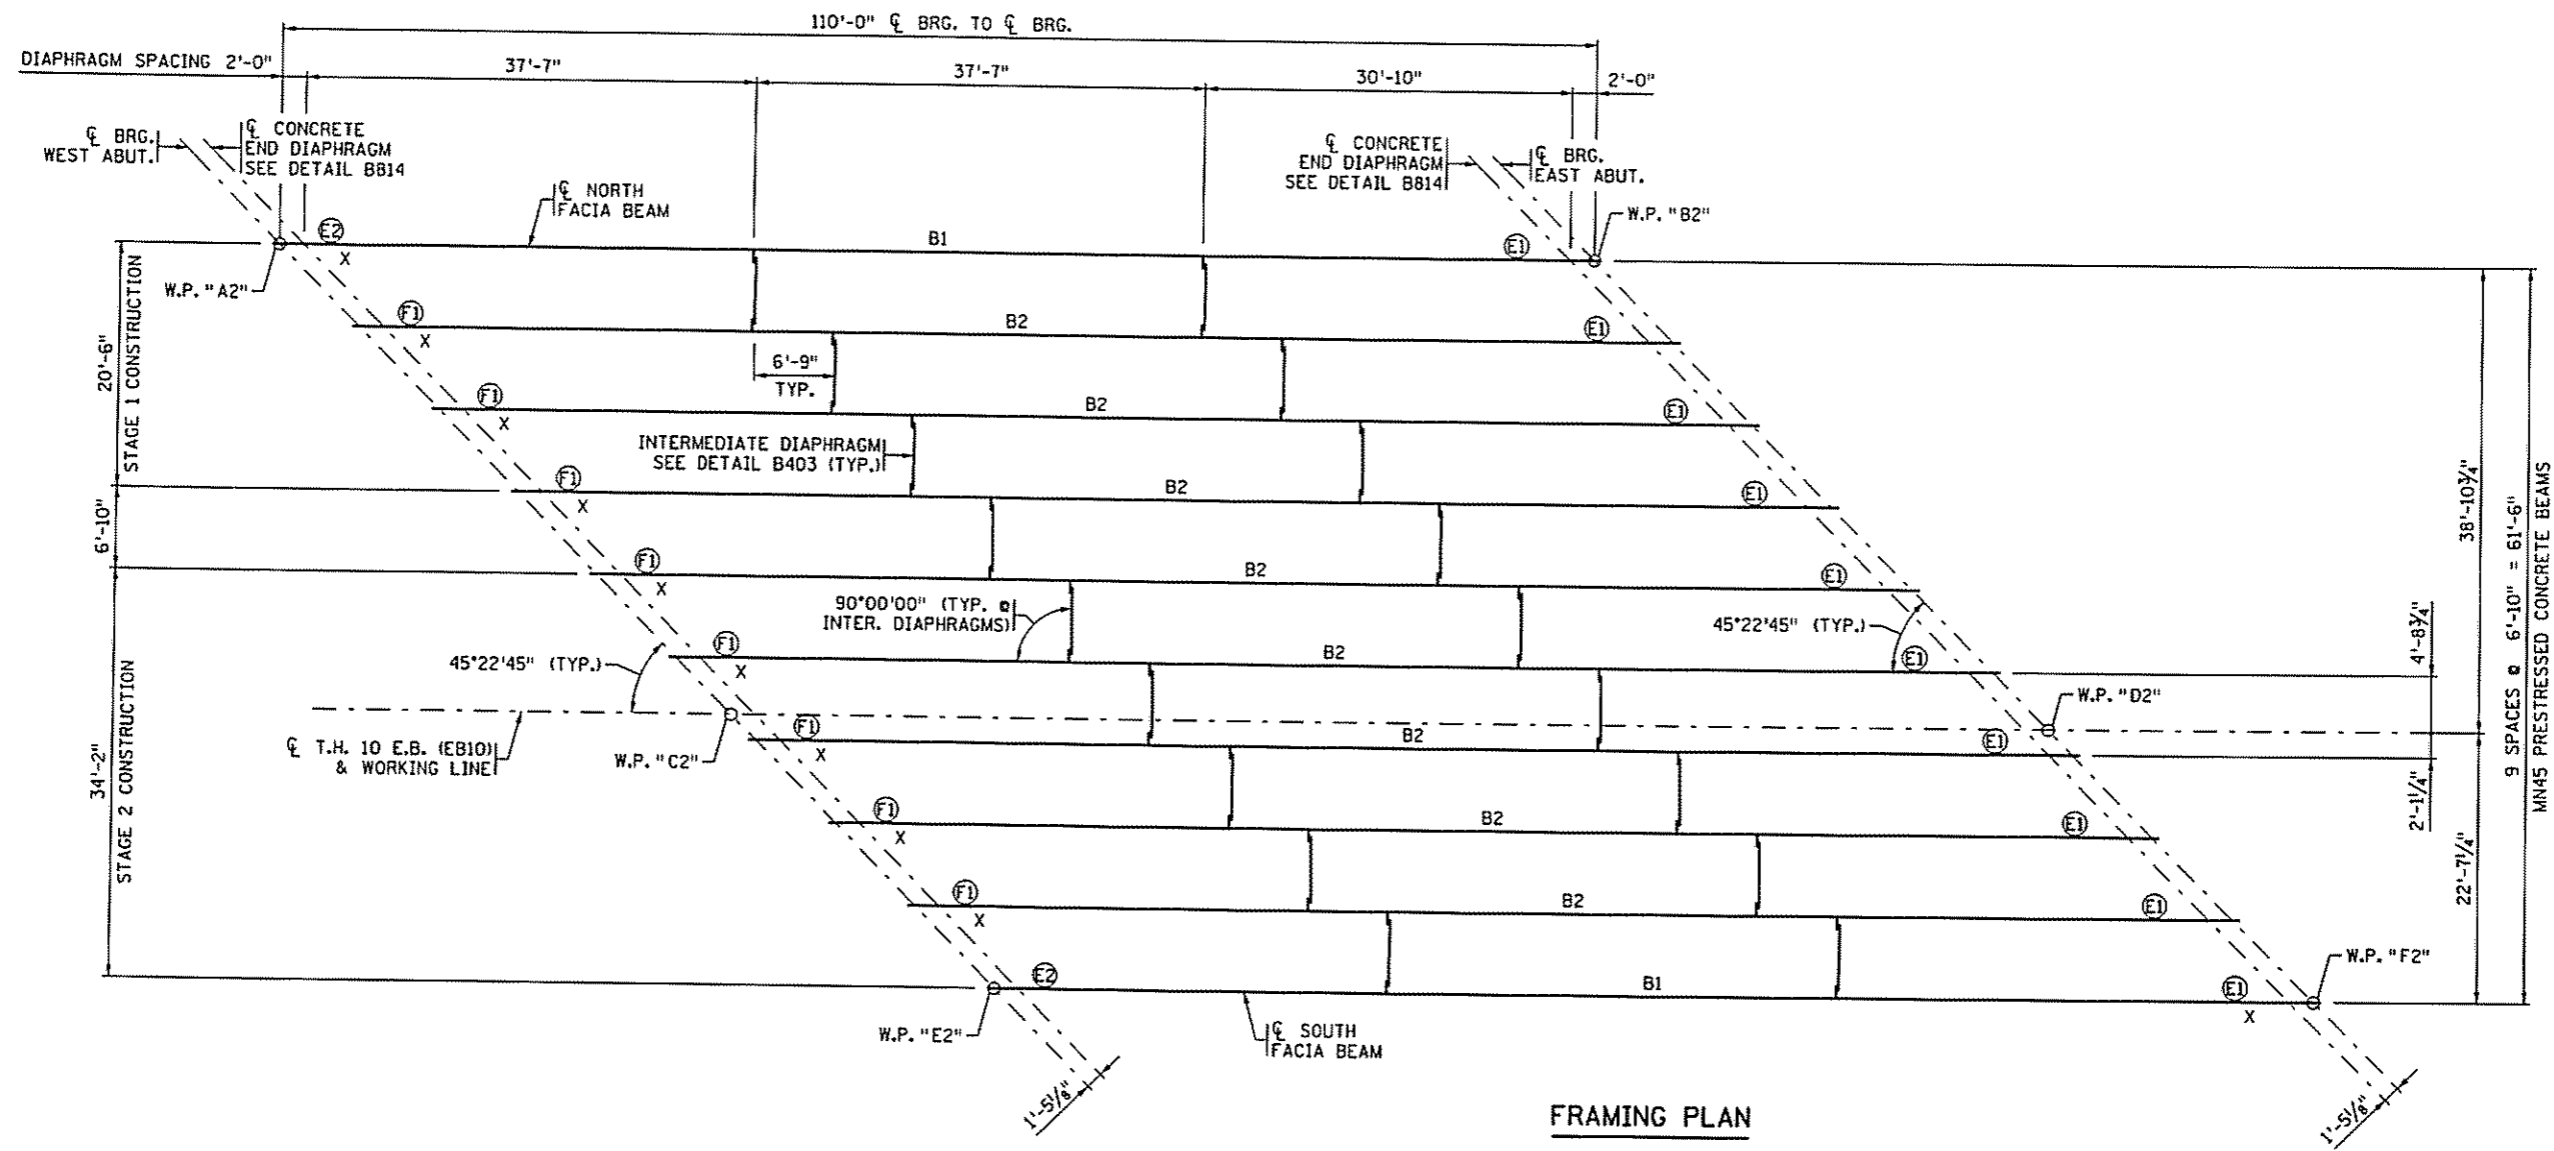 110'-0" ℄ BRG. TO ℄ BRG.
DIAPHRAGM SPACING 2'-0"
37'-7"
37'-7"
30'-10"
2'-0"
℄ BRG.
WEST ABUT.
℄ CONCRETE
END DIAPHRAGM
SEE DETAIL B814
℄ NORTH
FACIA BEAM
℄ CONCRETE
END DIAPHRAGM
SEE DETAIL B814
℄ BRG.
EAST ABUT.
W.P. "B2"
E2
X
B1
E1
W.P. "A2"
STAGE 1 CONSTRUCTION
20'-6"
F1
X
B2
E1
6'-9"
TYP.
F1
X
B2
E1
INTERMEDIATE DIAPHRAGM
SEE DETAIL B403 (TYP.)
F1
X
B2
E1
6'-10"
F1
X
B2
E1
90°00'00" (TYP. @
INTER. DIAPHRAGMS)
45°22'45" (TYP.)
45°22'45" (TYP.)
F1
X
B2
E1
4'-8¾"
38'-10¾"
9 SPACES @ 6'-10" = 61'-6"
MN45 PRESTRESSED CONCRETE BEAMS
W.P. "D2"
℄ T.H. 10 E.B. (EB10)
& WORKING LINE
W.P. "C2"
F1
X
B2
E1
2'-1¼"
34'-2"
STAGE 2 CONSTRUCTION
F1
X
B2
E1
22'-7¼"
F1
X
B2
E1
E2
B1
E1
X
W.P. "F2"
W.P. "E2"
℄ SOUTH
FACIA BEAM
1'-5⅛"
1'-5⅛"
FRAMING PLAN